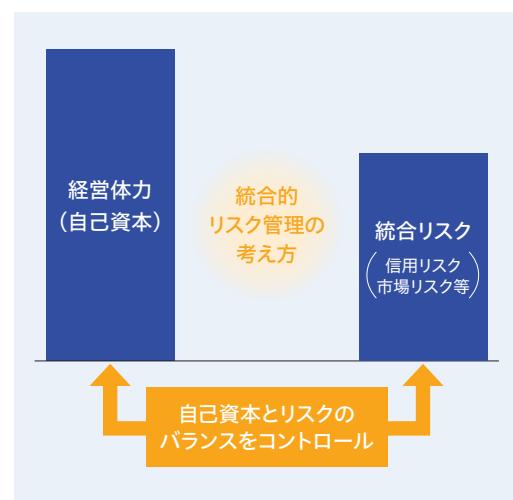 経営体力
（自己資本）
統合的
リスク管理の
考え方
統合リスク
（信用リスク
市場リスク等）
自己資本とリスクの
バランスをコントロール